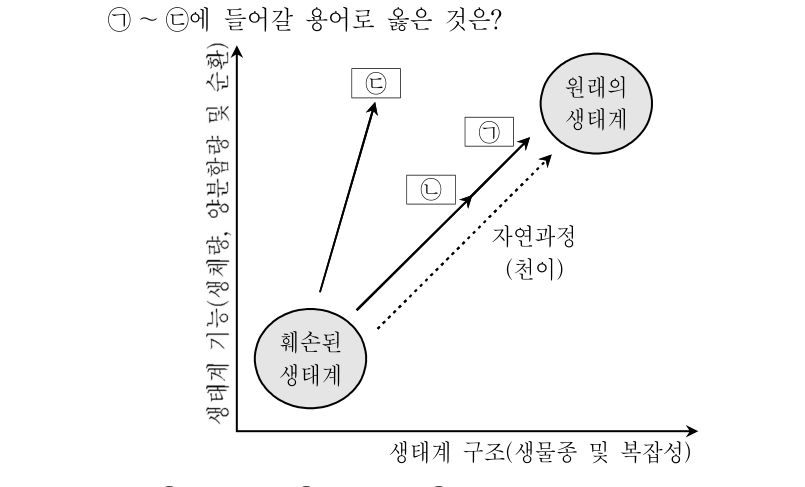 ㉠ ~ ㉢에 들어갈 용어로 옳은 것은?
생태계 기능(생체량, 양분함량 및 순환)
㉢
원래의
생태계
㉠
㉡
자연과정
(천이)
훼손된
생태계
생태계 구조(생물종 및 복잡성)